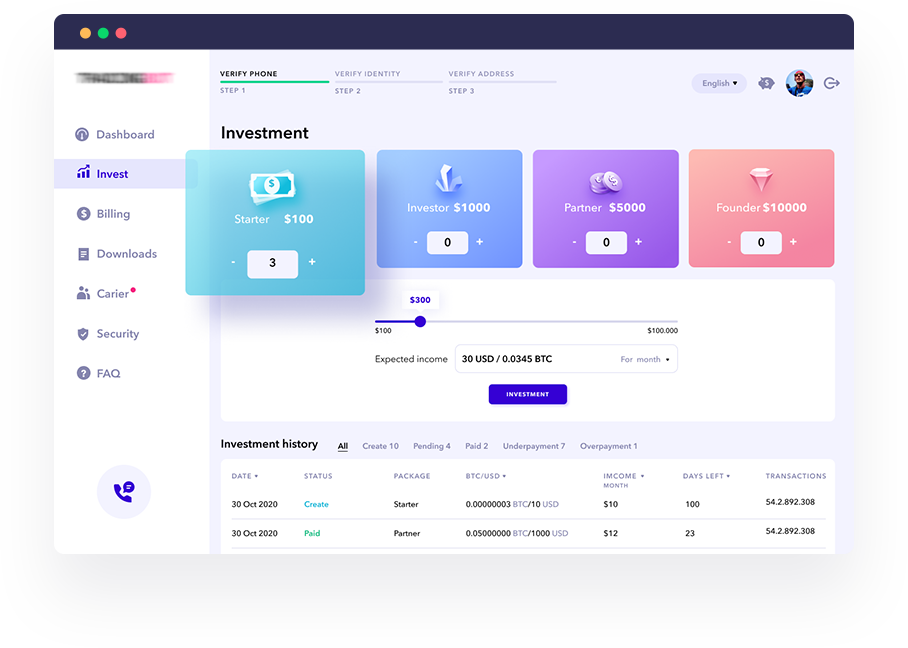 VERIFY PHONE VERIFY IDENTITY VERIFY ADDRESS
STEP 1 STEP 2 STEP 3
English
Dashboard
Invest
Billing
Downloads
Carier
Security
FAQ
Investment
Starter $100
- 3 +
Investor $1000
- 0 +
Partner $5000
- 0 +
Founder $10000
- 0 +
$300
$100 $100.000
Expected income 30 USD / 0.0345 BTC For month
INVESTMENT
Investment history All Create 10 Pending 4 Paid 2 Underpayment 7 Overpayment 1
DATE STATUS PACKAGE BTC/USD IMCOME DAYS LEFT TRANSACTIONS
MONTH
30 Oct 2020 Create Starter 0.00000003 BTC/10 USD $10 100 54.2.892.308
30 Oct 2020 Paid Partner 0.05000000 BTC/1000 USD $12 23 54.2.892.308